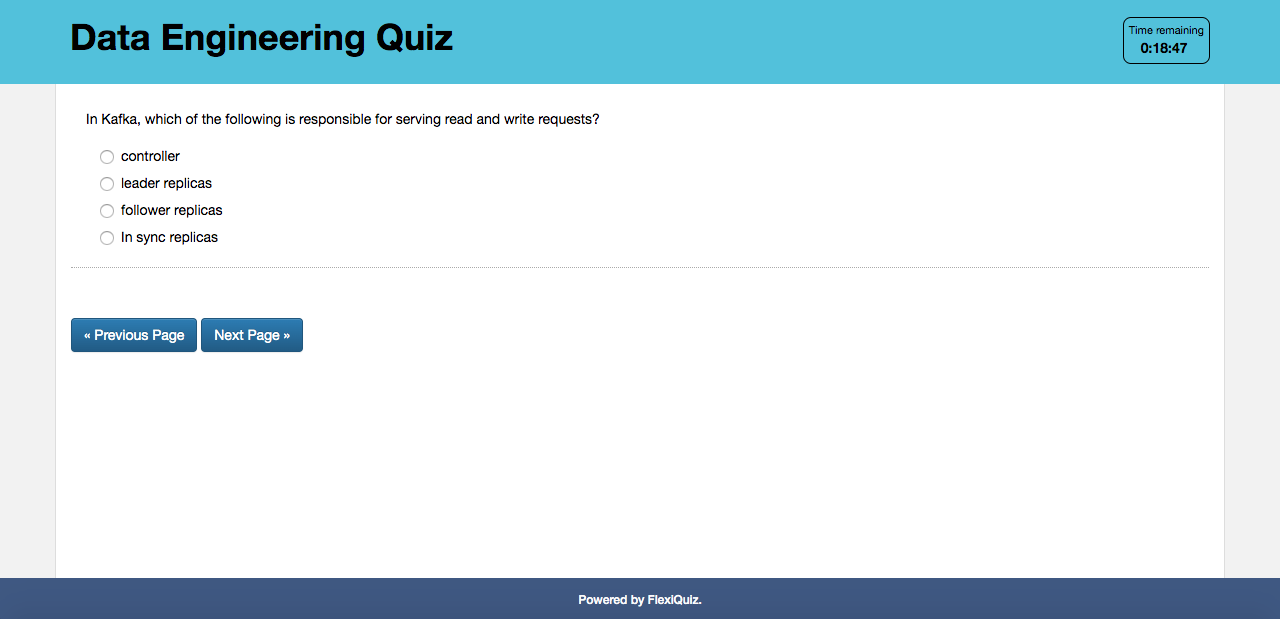 Data Engineering Quiz
Time remaining
0:18:47
In Kafka, which of the following is responsible for serving read and write requests?
controller
leader replicas
follower replicas
In sync replicas
« Previous Page
Next Page »
Powered by FlexiQuiz.